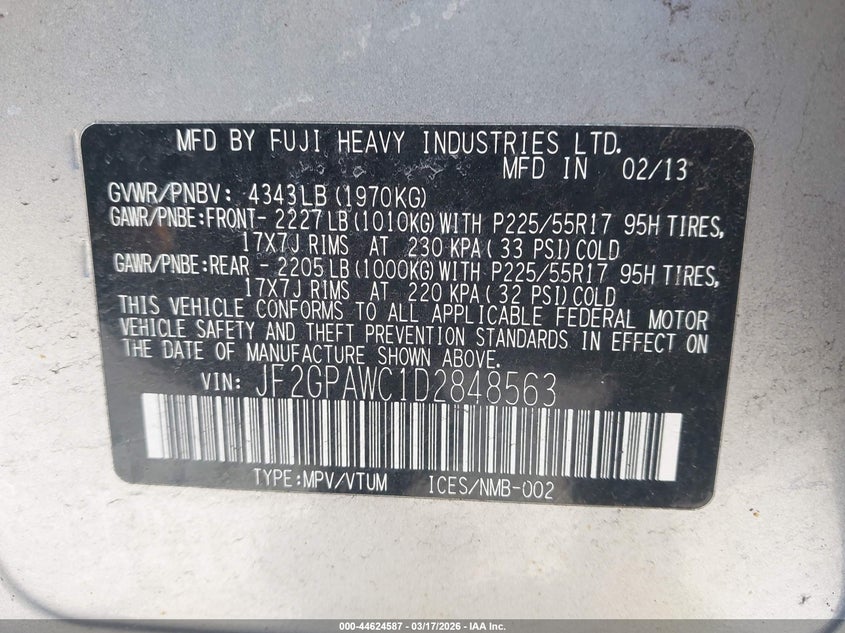 MFD BY FUJI HEAVY INDUSTRIES LTD.
MFD IN 02/13
GVWR/PNBV: 4343LB (1970KG)
GAWR/PNBE:FRONT- 2227LB(1010KG)WITH P225/55R17 95H TIRES,
17X7J RIMS AT 230 KPA( 33 PSI)COLD
GAWR/PNBE:REAR - 2205LB(1000KG)WITH P225/55R17 95H TIRES,
17X7J RIMS AT 220 KPA( 32 PSI)COLD
THIS VEHICLE CONFORMS TO ALL APPLICABLE FEDERAL MOTOR
VEHICLE SAFETY AND THEFT PREVENTION STANDARDS IN EFFECT ON
THE DATE OF MANUFACTURE SHOWN ABOVE.
VIN: JF2GPAWC1D2848563
TYPE:MPV/VTUM ICES/NMB-002
000-44624587 - 03/17/2026 - IAA Inc.